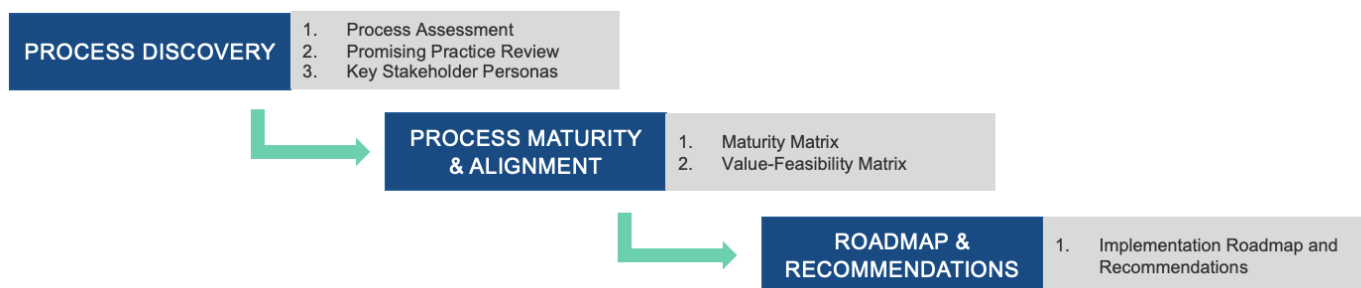 PROCESS DISCOVERY
1. Process Assessment
2. Promising Practice Review
3. Key Stakeholder Personas
PROCESS MATURITY
& ALIGNMENT
1. Maturity Matrix
2. Value-Feasibility Matrix
ROADMAP &
RECOMMENDATIONS
1. Implementation Roadmap and
Recommendations